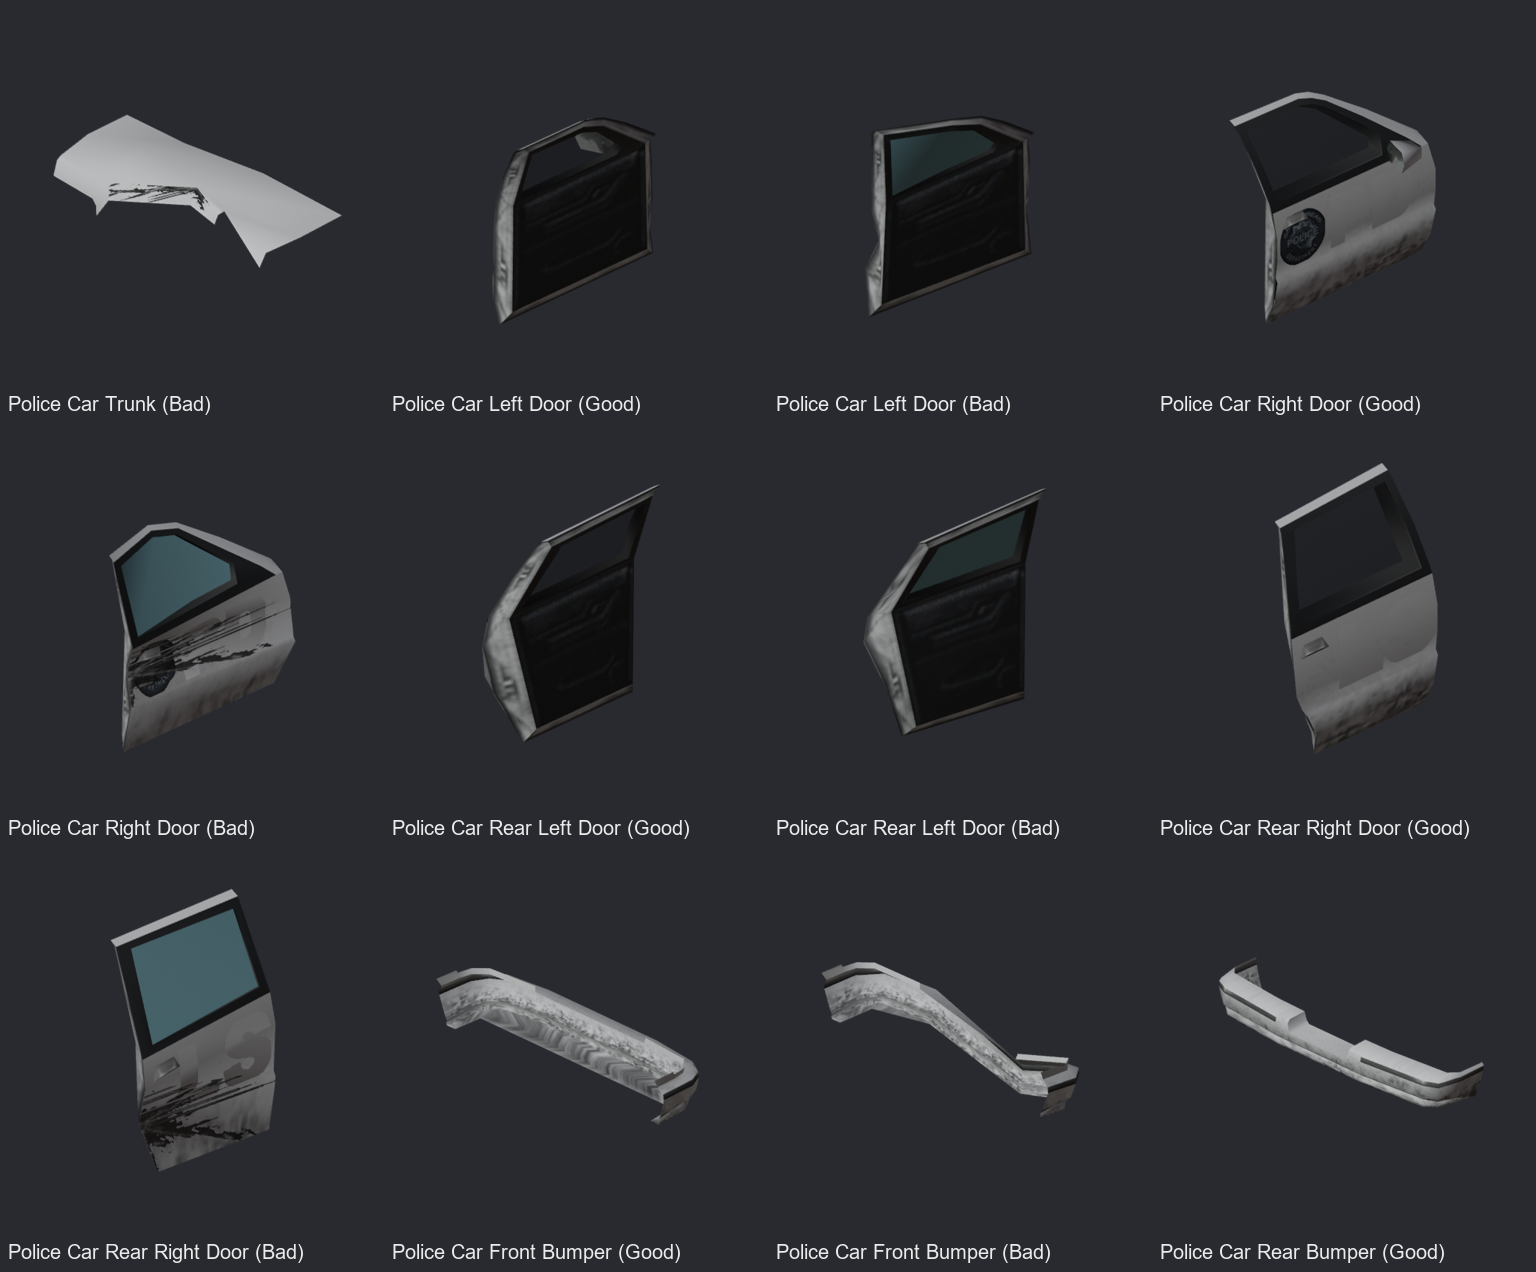 Police Car Trunk (Bad)
Police Car Left Door (Good)
Police Car Left Door (Bad)
Police Car Right Door (Good)
POLICE
Police Car Right Door (Bad)
Police Car Rear Left Door (Good)
Police Car Rear Left Door (Bad)
Police Car Rear Right Door (Good)
S
Police Car Rear Right Door (Bad)
Police Car Front Bumper (Good)
Police Car Front Bumper (Bad)
Police Car Rear Bumper (Good)